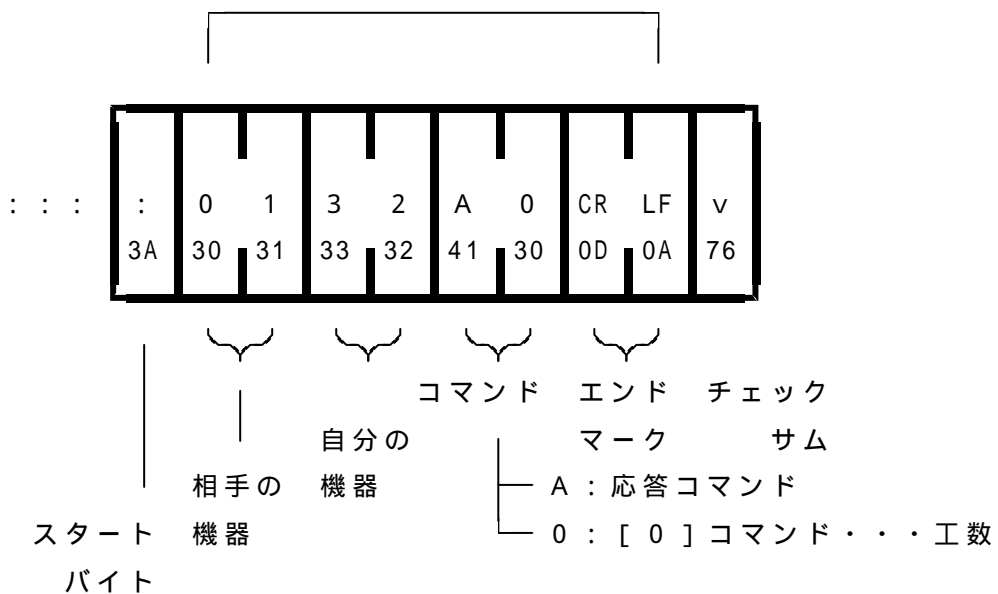 : : : : 0 1 3 2 A 0 CR LF v
3A 30 31 33 32 41 30 0D 0A 76
コマンド エンド チェック
自分の マーク サム
相手の 機器 A:応答コマンド
スタート 機器 0:[0]コマンド・・・工数
バイト